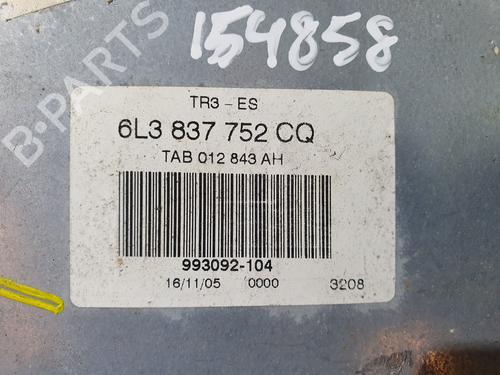 154858
B-PARTS
TR3 - ES
6L3 837 752 CQ
TAB 012 843 AH
993092-104
16/11/05 0000 3208